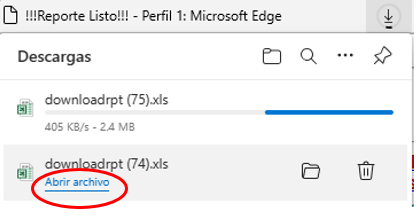 !!!Reporte Listo!!! - Perfil 1: Microsoft Edge
Descargas
downloadrpt (75).xls
405 KB/s - 2.4 MB
downloadrpt (74).xls
Abrir archivo